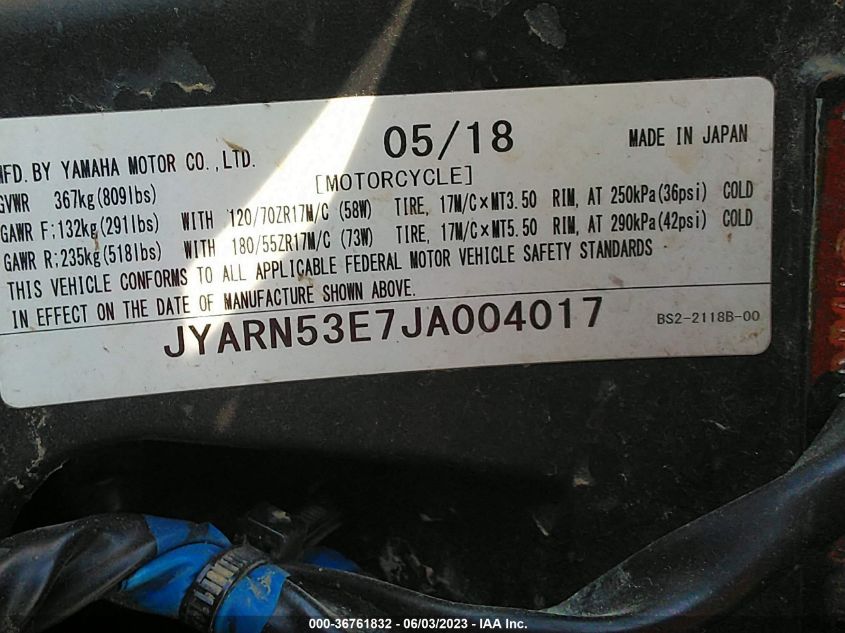 05/18
MADE IN JAPAN
MFD. BY YAMAHA MOTOR CO.,LTD.
[MOTORCYCLE]
GVWR 367kg(809lbs)
GAWR F:132kg(291lbs) WITH 120/70ZR17M/C (58W) TIRE, 17M/C×MT3.50 RIM, AT 250kPa(36psi) COLD
GAWR R:235kg(518lbs) WITH 180/55ZR17M/C (73W) TIRE, 17M/C×MT5.50 RIM, AT 290kPa(42psi) COLD
THIS VEHICLE CONFORMS TO ALL APPLICABLE FEDERAL MOTOR VEHICLE SAFETY STANDARDS
IN EFFECT ON THE DATE OF MANUFACTURE SHOWN ABOVE.
JYARN53E7JA004017
BS2-2118B-00
000-36761832 - 06/03/2023 - IAA Inc.